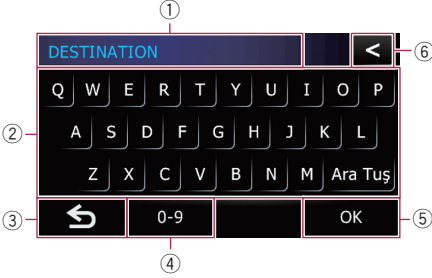 ①
DESTINATION < ⑥
② Q W E R T Y U I O P
A S D F G H J K L
Z X C V B N M Ara Tuş
③ 0-9 OK ⑤
④